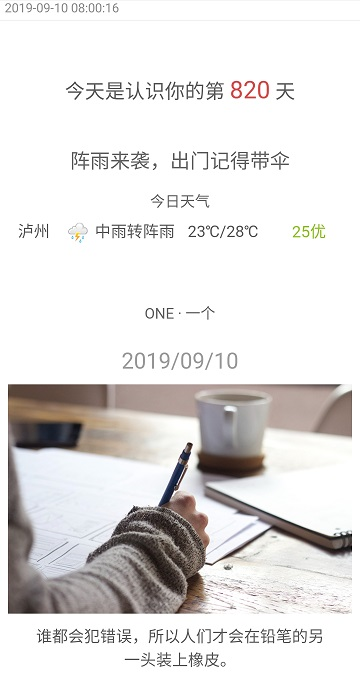 2019-09-10 08:00:16
今天是认识你的第 820 天
阵雨来袭，出门记得带伞
今日天气
泸州 中雨转阵雨 23℃/28℃ 25优
ONE · 一个
2019/09/10
谁都会犯错误，所以人们才会在铅笔的另
一头装上橡皮。